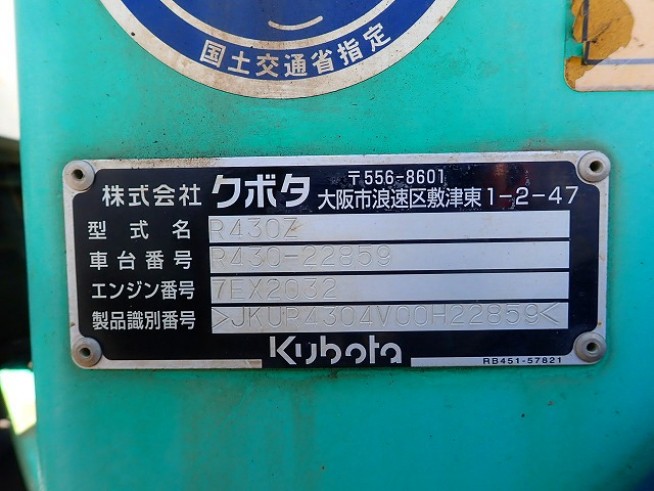 国土交通省指定
株式会社 クボタ 〒556-8601
大阪市浪速区敷津東1-2-47
型式名 R430Z
車台番号 R430-22859
エンジン番号 7EX2032
製品識別番号 >JKUP4304V00H22859<
Kubota
RB451-57821